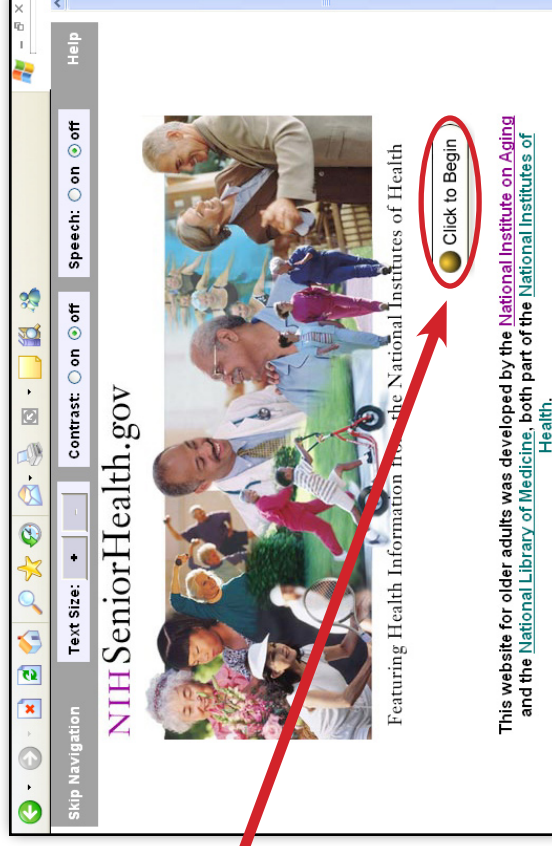 Skip Navigation Text Size: + - Contrast: on off Speech: on off Help
NIHSeniorHealth.gov
Featuring Health Information from the National Institutes of Health
Click to Begin
This website for older adults was developed by the National Institute on Aging
and the National Library of Medicine, both part of the National Institutes of
Health.